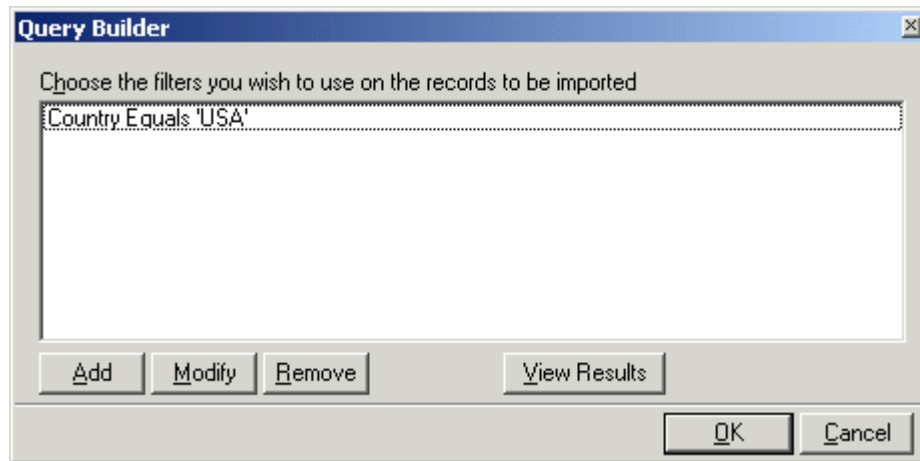 Query Builder
Choose the filters you wish to use on the records to be imported
Country Equals 'USA'
Add Modify Remove View Results
OK Cancel